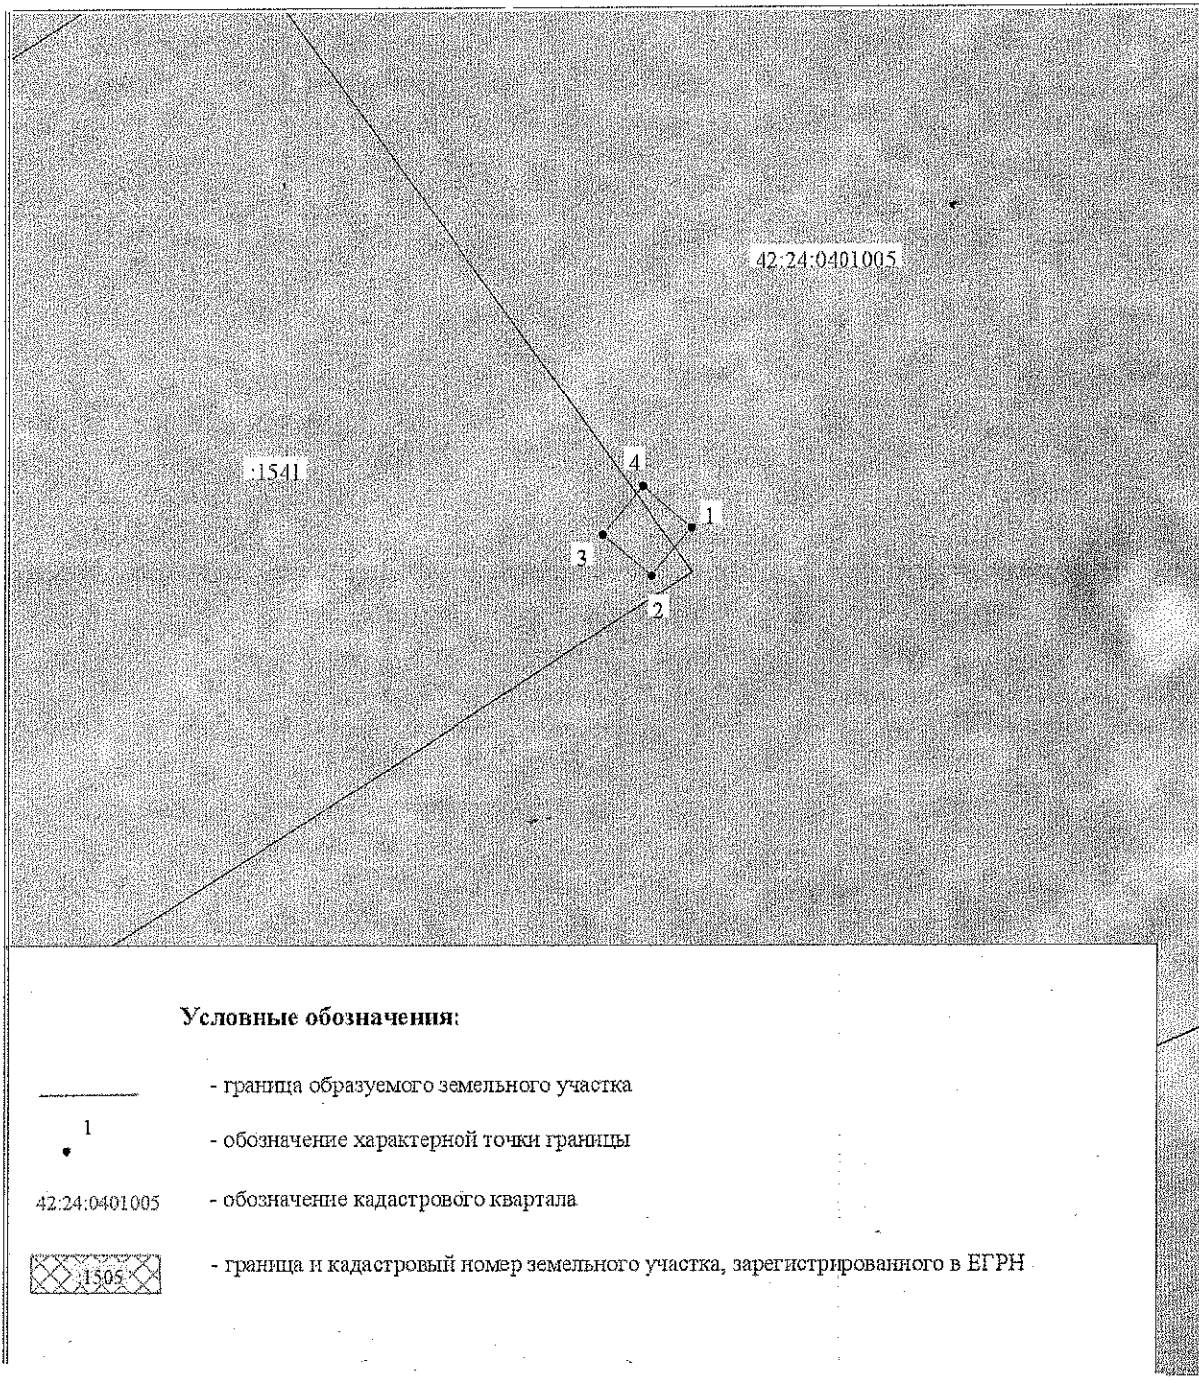 42:24:0401005
:1541
4
1
3
2
Условные обозначения:
- граница образуемого земельного участка
1
- обозначение характерной точки границы
42:24:0401005 - обозначение кадастрового квартала
:1505 - граница и кадастровый номер земельного участка, зарегистрированного в ЕГРН